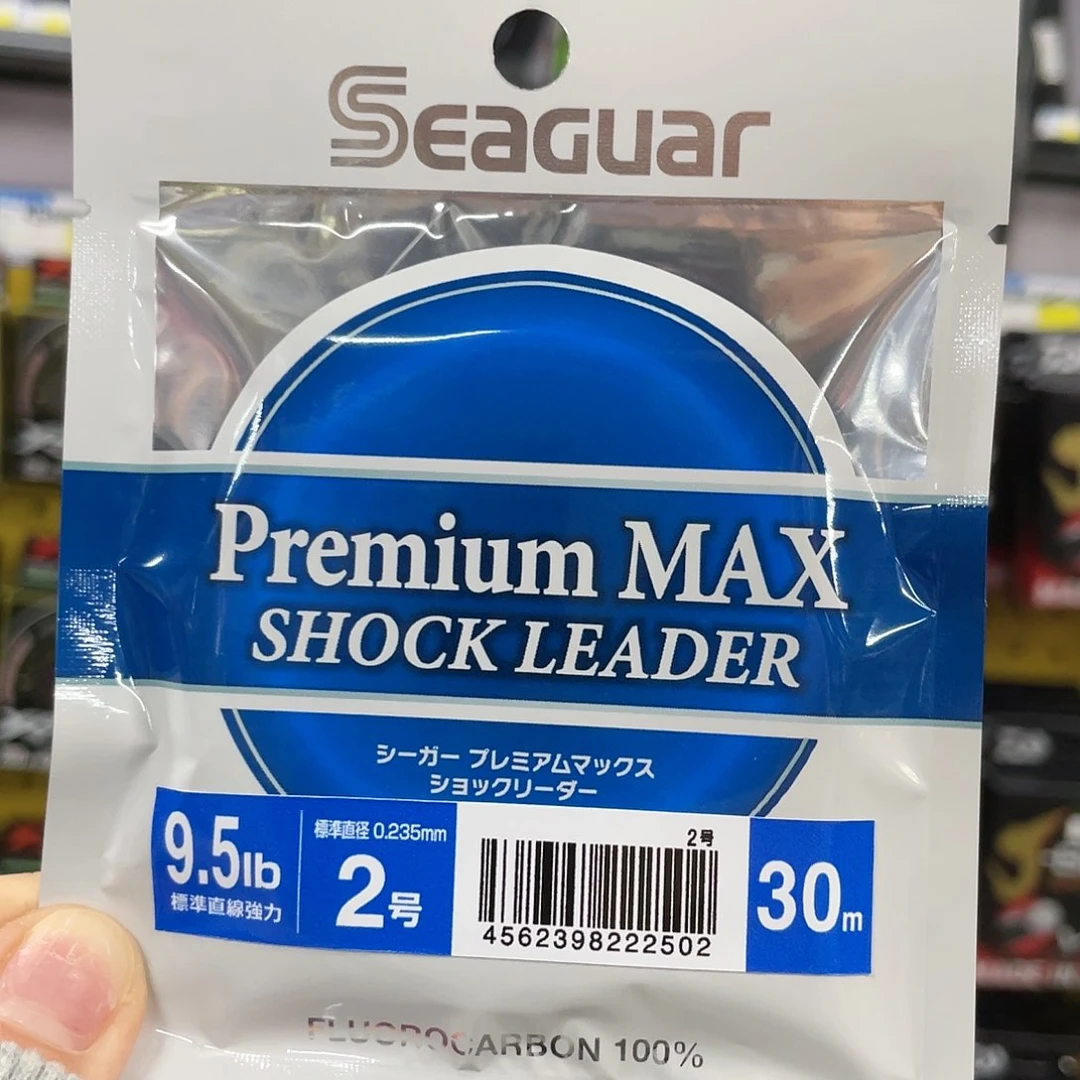 Seaguar
Premium MAX
SHOCK LEADER
シーガー プレミアムマックス
ショックリーダー
9.5lb
標準直線強力
標準直径 0.235mm
2号
2号
4562398222502
30m
FLUOROCARBON 100%